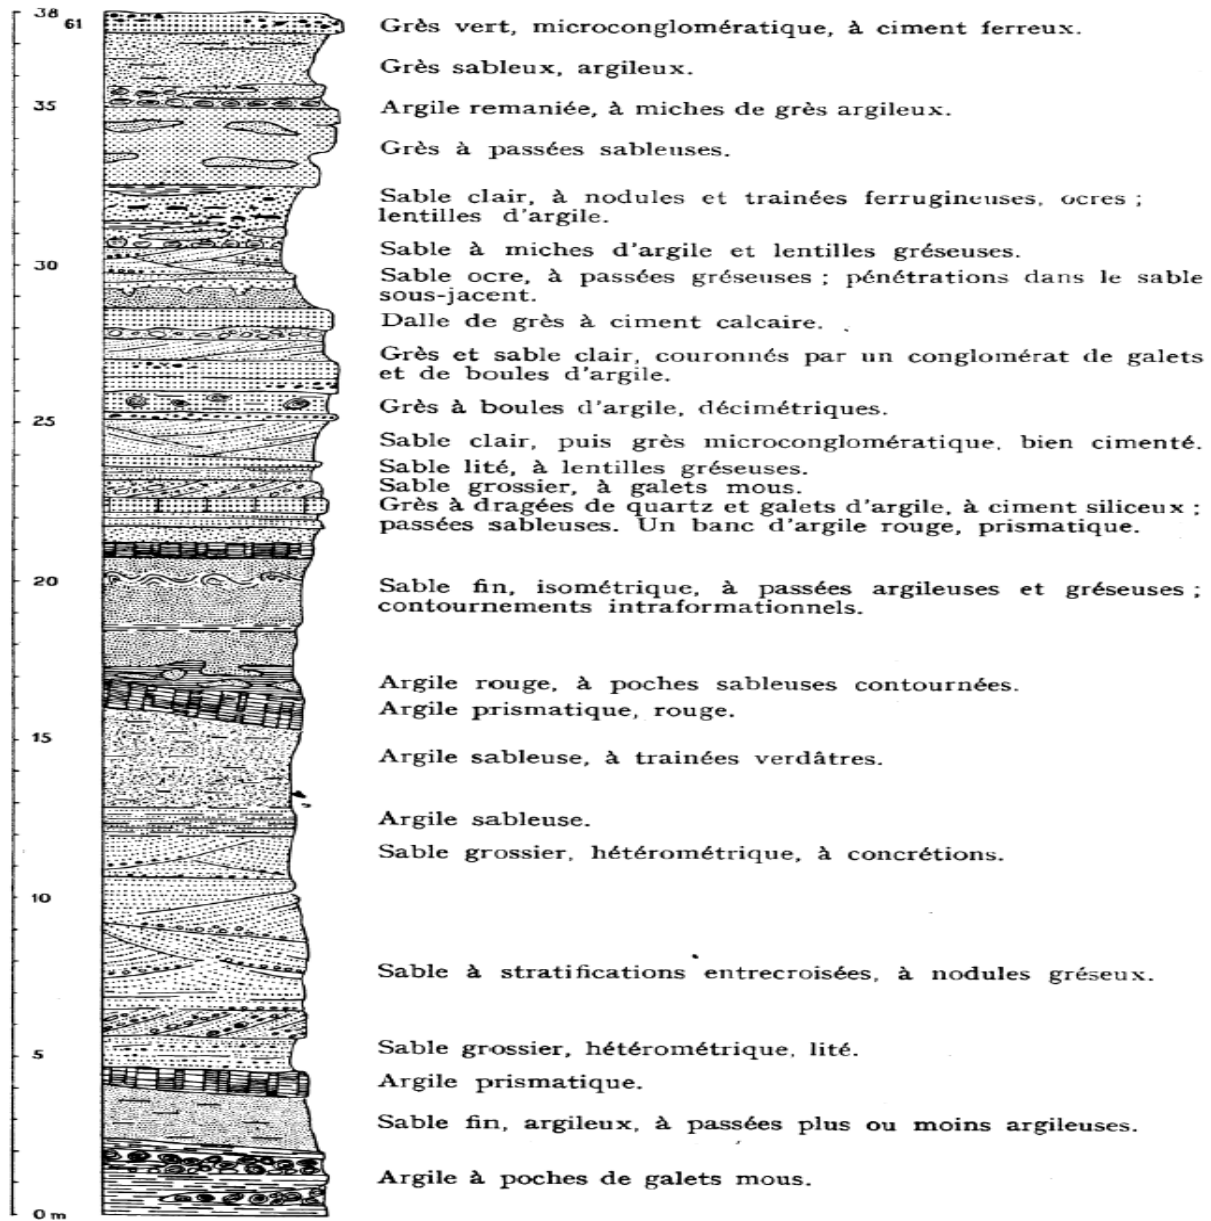 38
61
Grès vert, microconglomératique, à ciment ferreux.
Grès sableux, argileux.
35
Argile remaniée, à miches de grès argileux.
Grès à passées sableuses.
Sable clair, à nodules et trainées ferrugineuses, ocres ;
lentilles d'argile.
Sable à miches d'argile et lentilles gréseuses.
30
Sable ocre, à passées gréseuses ; pénétrations dans le sable
sous-jacent.
Dalle de grès à ciment calcaire.
Grès et sable clair, couronnés par un conglomérat de galets
et de boules d'argile.
Grès à boules d'argile, décimétriques.
25
Sable clair, puis grès microconglomératique, bien cimenté.
Sable lité, à lentilles gréseuses.
Sable grossier, à galets mous.
Grès à dragées de quartz et galets d'argile, à ciment siliceux ;
passées sableuses. Un banc d'argile rouge, prismatique.
20
Sable fin, isométrique, à passées argileuses et gréseuses ;
contournements intraformationnels.
Argile rouge, à poches sableuses contournées.
Argile prismatique, rouge.
15
Argile sableuse, à trainées verdâtres.
Argile sableuse.
Sable grossier, hétérométrique, à concrétions.
10
Sable à stratifications entrecroisées, à nodules gréseux.
Sable grossier, hétérométrique, lité.
5
Argile prismatique.
Sable fin, argileux, à passées plus ou moins argileuses.
Argile à poches de galets mous.
0 m